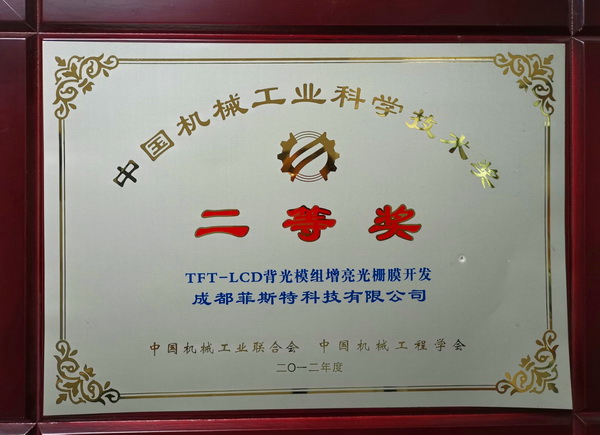 中国机械工业科学技术奖
二等奖
TFT-LCD背光模组增亮光栅膜开发
成都菲斯特科技有限公司
中国机械工业联合会 中国机械工程学会
二〇一二年度